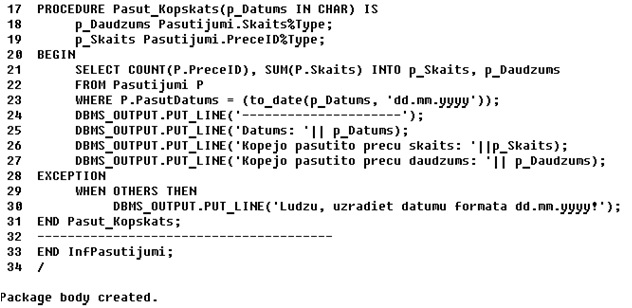 17 PROCEDURE Pasut_Kopskats(p_Datums IN CHAR) IS
18 p_Daudzums Pasutijumi.Skaits%Type;
19 p_Skaits Pasutijumi.PreceID%Type;
20 BEGIN
21 SELECT COUNT(P.PreceID), SUM(P.Skaits) INTO p_Skaits, p_Daudzums
22 FROM Pasutijumi P
23 WHERE P.PasutDatums = (to_date(p_Datums, 'dd.mm.yyyy'));
24 DBMS_OUTPUT.PUT_LINE('---------------------');
25 DBMS_OUTPUT.PUT_LINE('Datums: '|| p_Datums);
26 DBMS_OUTPUT.PUT_LINE('Kopejo pasutito precu skaits: '||p_Skaits);
27 DBMS_OUTPUT.PUT_LINE('Kopejo pasutito precu daudzums: '|| p_Daudzums);
28 EXCEPTION
29 WHEN OTHERS THEN
30 DBMS_OUTPUT.PUT_LINE('Ludzu, uzradiet datumu formata dd.mm.yyyy!');
31 END Pasut_Kopskats;
32 ---------------------------------------
33 END InfPasutijumi;
34 /
Package body created.